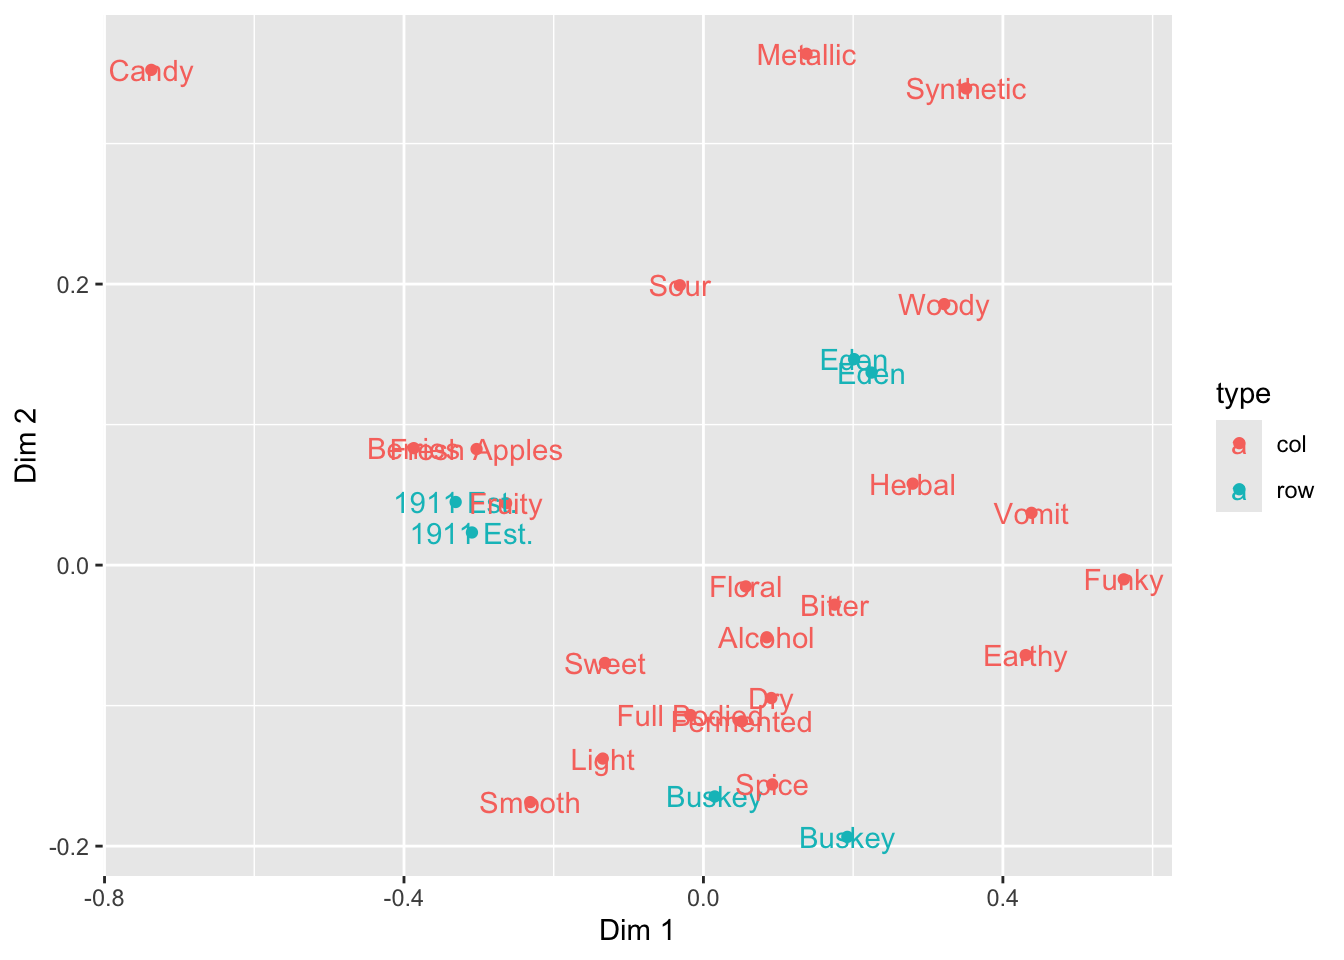 Candy
Metallic
Synthetic
Sour
Woody
Eden
Eden
Berries
Fresh Apples
1911 Est.
Fruity
1911 Est.
Herbal
Vomit
Floral
Funky
Bitter
Alcohol
Sweet
Earthy
Dry
Full Bodied
Fermented
Light
Spice
Smooth
Buskey
Buskey
0.2
0.0
-0.2
-0.8
-0.4
0.0
0.4
Dim 1
Dim 2
type
a col
a row